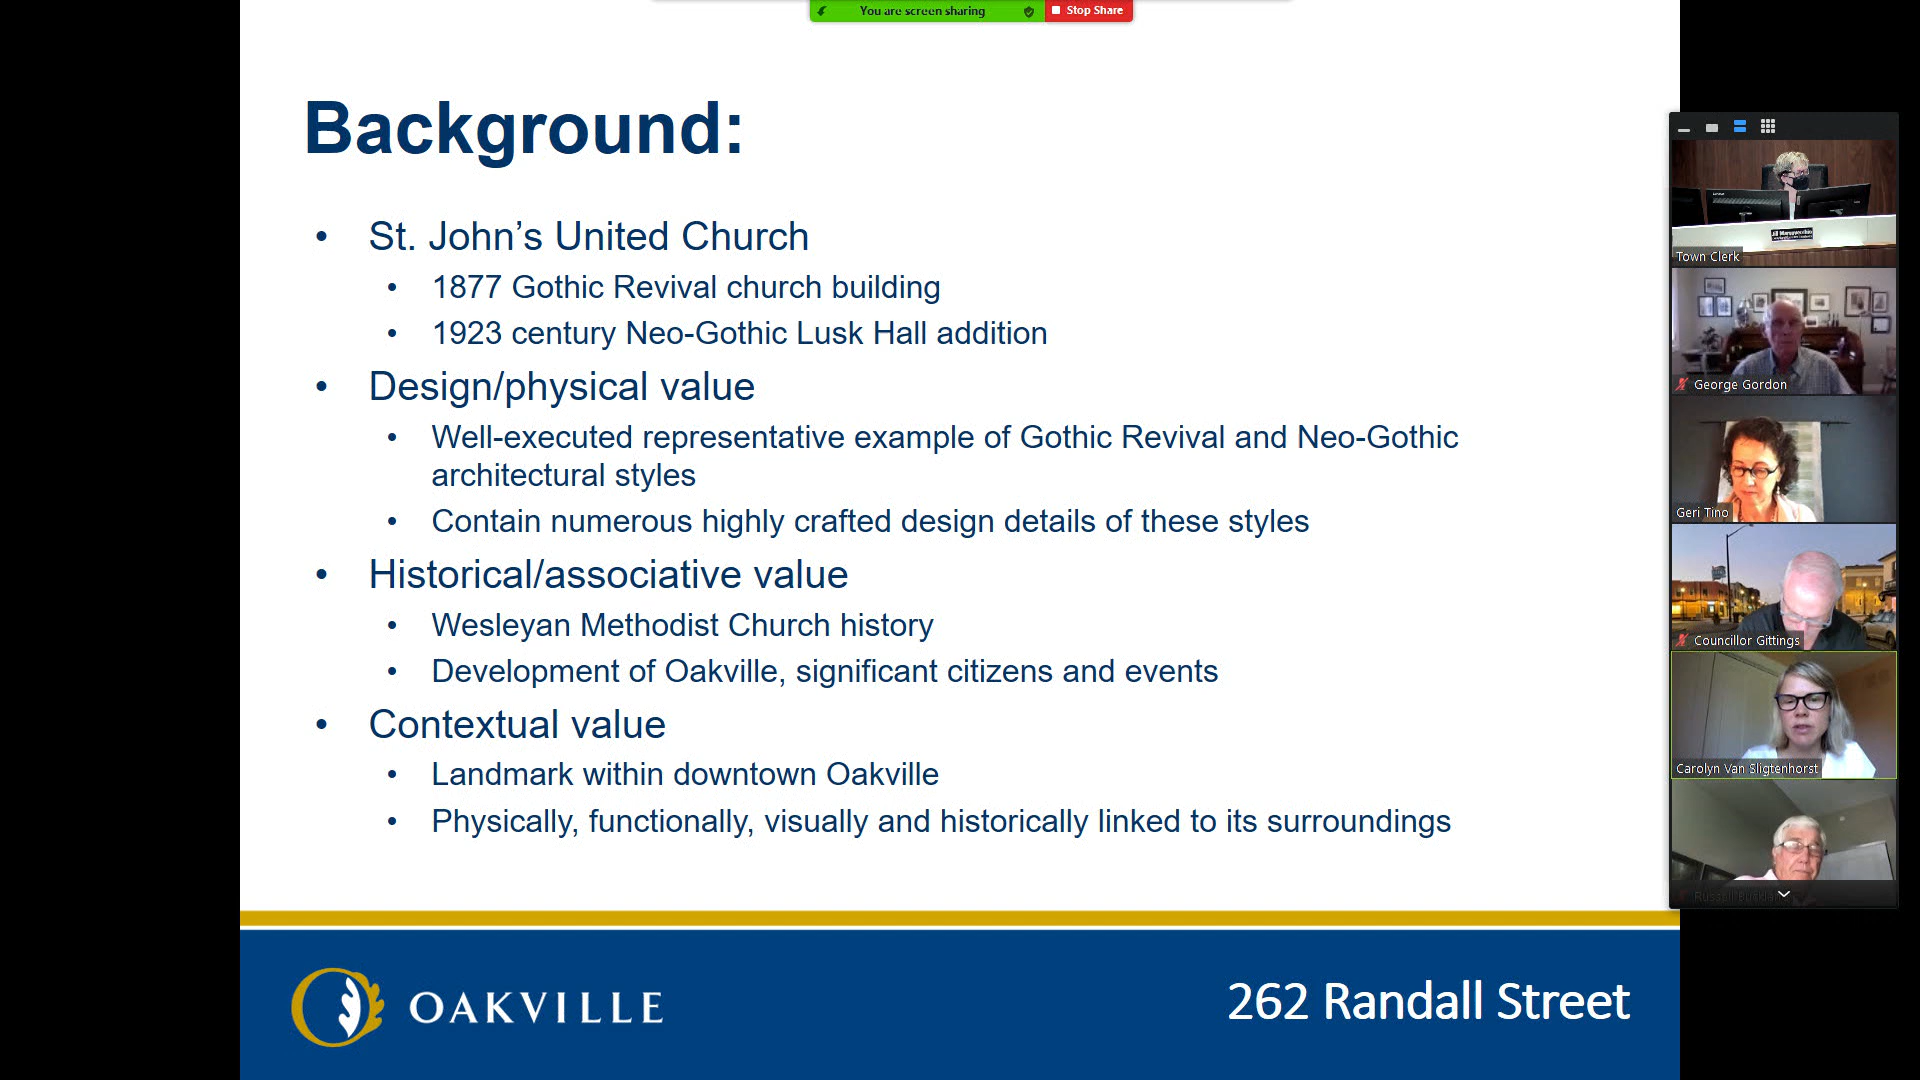 You are screen sharing
Stop Share
Background:
• St. John’s United Church
• 1877 Gothic Revival church building
• 1923 century Neo-Gothic Lusk Hall addition
• Design/physical value
• Well-executed representative example of Gothic Revival and Neo-Gothic
architectural styles
• Contain numerous highly crafted design details of these styles
• Historical/associative value
• Wesleyan Methodist Church history
• Development of Oakville, significant citizens and events
• Contextual value
• Landmark within downtown Oakville
• Physically, functionally, visually and historically linked to its surroundings
OAKVILLE
262 Randall Street
Town Clerk
George Gordon
Geri Tino
Councillor Gittings
Carolyn Van Sligtenhorst
Russell